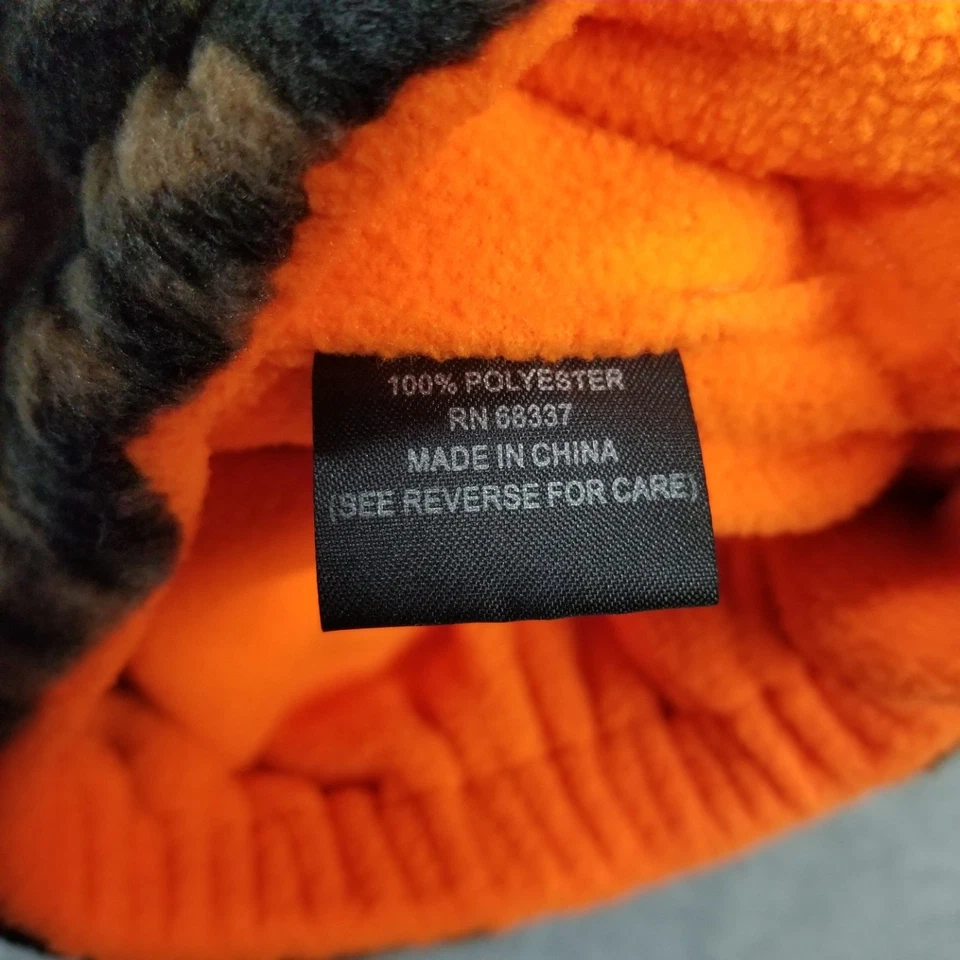 100% POLYESTER
RN 68337
MADE IN CHINA
(SEE REVERSE FOR CARE)